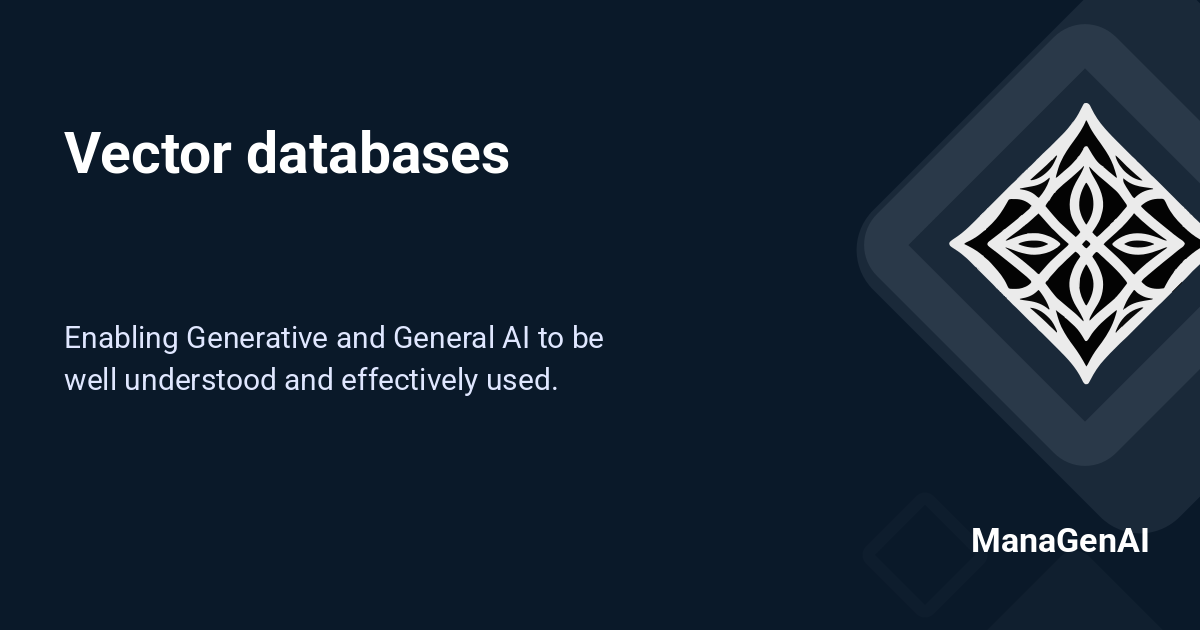 Vector databases
Enabling Generative and General AI to be
well understood and effectively used.
ManaGenAI